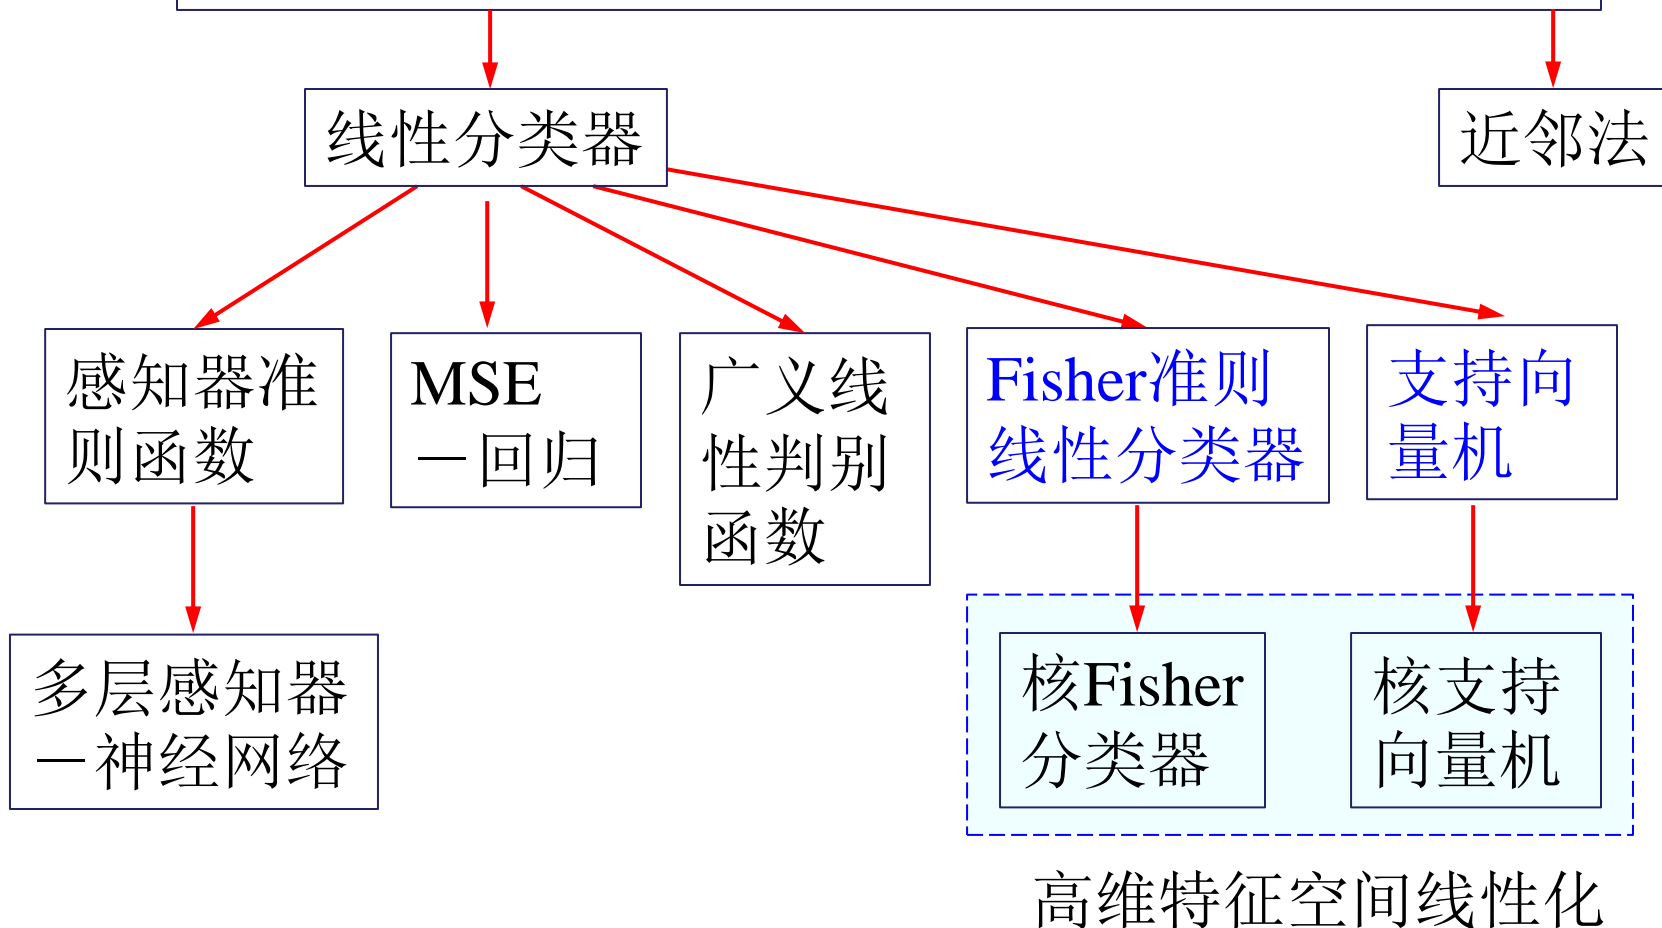 线性分类器
近邻法
感知器准
则函数
MSE
－回归
广义线
性判别
函数
Fisher准则
线性分类器
支持向
量机
多层感知器
－神经网络
核Fisher
分类器
核支持
向量机
高维特征空间线性化